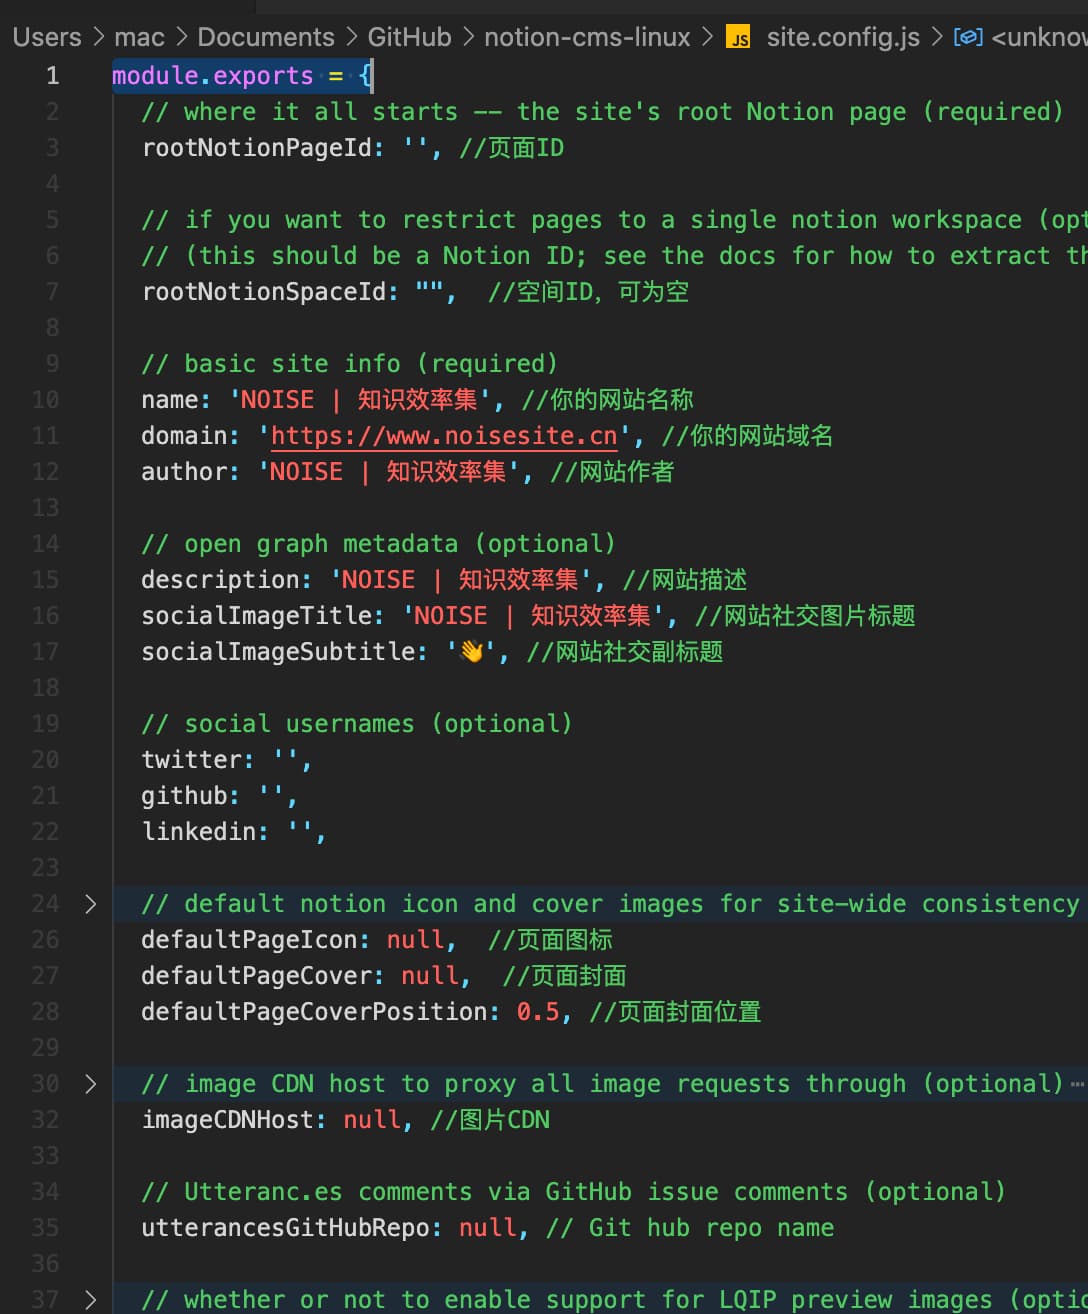 Users > mac > Documents > GitHub > notion-cms-linux > JS site.config.js > <unknow
1 module.exports = {
2 // where it all starts –– the site's root Notion page (required)
3 rootNotionPageId: '', //页面ID
4
5 // if you want to restrict pages to a single notion workspace (opt
6 // (this should be a Notion ID; see the docs for how to extract th
7 rootNotionSpaceId: "", //空间ID，可为空
8
9 // basic site info (required)
10 name: 'NOISE | 知识效率集', //你的网站名称
11 domain: 'https://www.noisesite.cn', //你的网站域名
12 author: 'NOISE | 知识效率集', //网站作者
13
14 // open graph metadata (optional)
15 description: 'NOISE | 知识效率集', //网站描述
16 socialImageTitle: 'NOISE | 知识效率集', //网站社交图片标题
17 socialImageSubtitle: '👋', //网站社交副标题
18
19 // social usernames (optional)
20 twitter: '',
21 github: '',
22 linkedin: '',
23
24 // default notion icon and cover images for site-wide consistency
26 defaultPageIcon: null, //页面图标
27 defaultPageCover: null, //页面封面
28 defaultPageCoverPosition: 0.5, //页面封面位置
29
30 // image CDN host to proxy all image requests through (optional) ⋯
32 imageCDNHost: null, //图片CDN
33
34 // Utteranc.es comments via GitHub issue comments (optional)
35 utterancesGitHubRepo: null, // Git hub repo name
36
37 // whether or not to enable support for LQIP preview images (optio